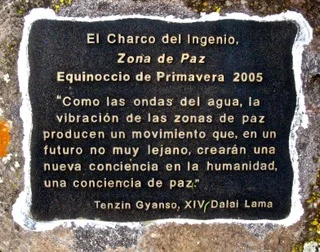 El Charco del Ingenio,
Zona de Paz
Equinoccio de Primavera 2005
"Como las ondas del agua, la
vibración de las zonas de paz
producen un movimiento que, en un
futuro no muy lejano, crearán una
nueva conciencia en la humanidad,
una conciencia de paz."
Tenzin Gyanso, XIV Dalai Lama